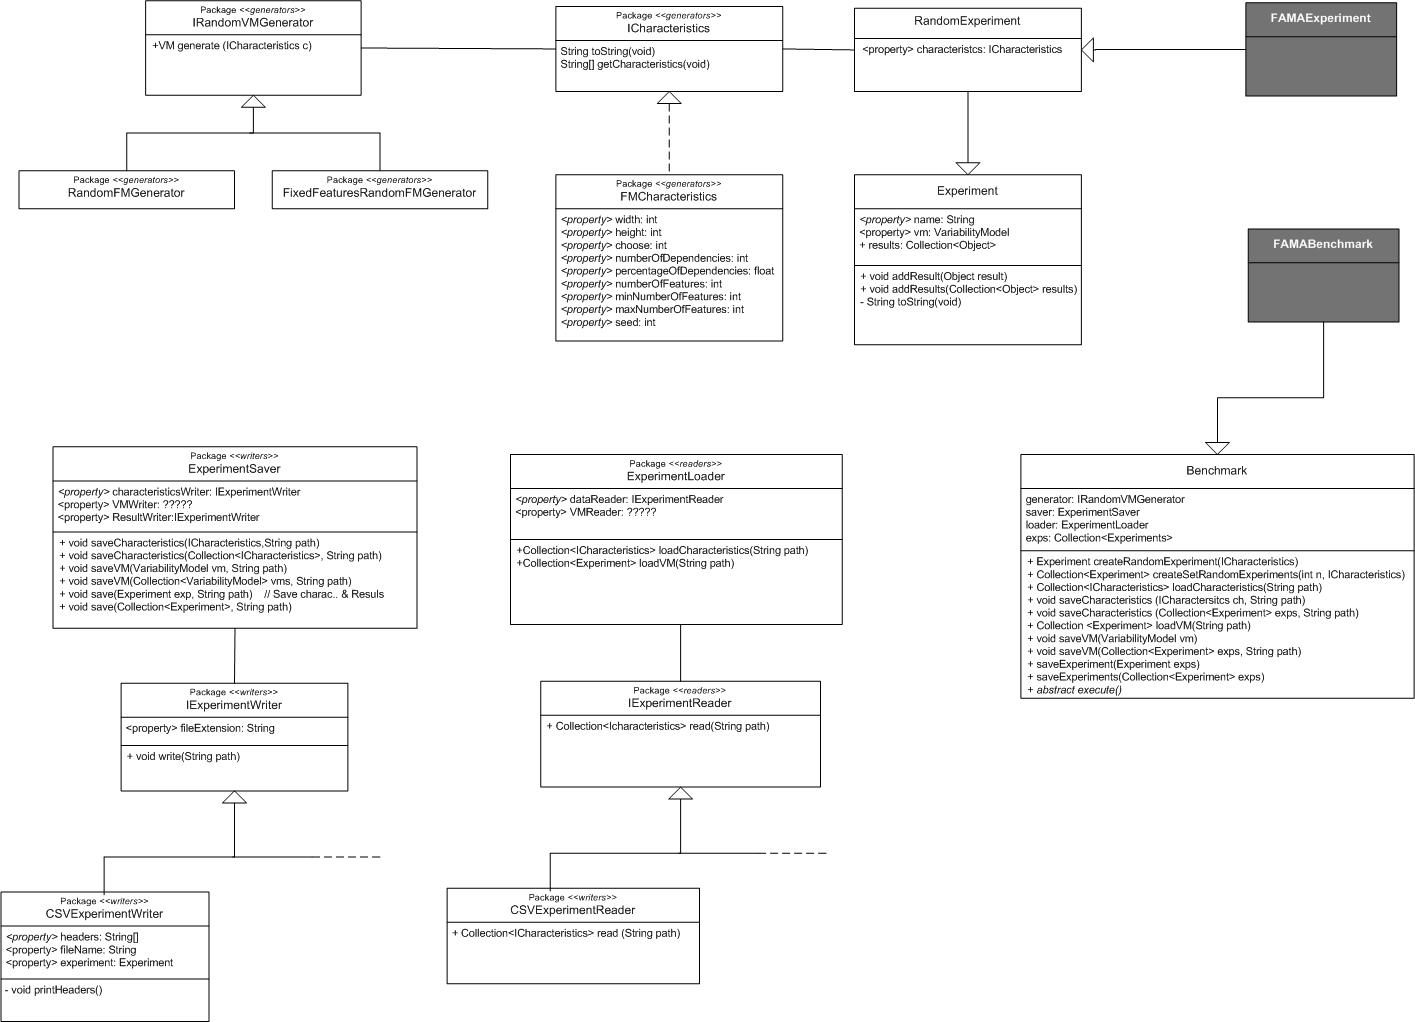 Package <<generators>>
IRandomVMGenerator
+VM generate (ICharacteristics c)
Package <<generators>>
ICharacteristics
String toString(void)
String[] getCharacteristics(void)
RandomExperiment
<property> characteristcs: ICharacteristics
FAMAExperiment
Package <<generators>>
RandomFMGenerator
Package <<generators>>
FixedFeaturesRandomFMGenerator
Package <<generators>>
FMCharacteristics
<property> width: int
<property> height: int
<property> choose: int
<property> numberOfDependencies: int
<property> percentageOfDependencies: float
<property> numberOfFeatures: int
<property> minNumberOfFeatures: int
<property> maxNumberOfFeatures: int
<property> seed: int
Experiment
<property> name: String
<property> vm: VariabilityModel
+ results: Collection<Object>
+ void addResult(Object result)
+ void addResults(Collection<Object> results)
- String toString(void)
FAMABenchmark
Package <<writers>>
ExperimentSaver
<property> characteristicsWriter: IExperimentWriter
<property> VMWriter: ?????
<property> ResultWriter:IExperimentWriter
+ void saveCharacteristics(ICharacteristics,String path)
+ void saveCharacteristics(Collection<ICharacteristics>, String path)
+ void saveVM(VariabilityModel vm, String path)
+ void saveVM(Collection<VariabilityModel> vms, String path)
+ void save(Experiment exp, String path) // Save charac.. & Resuls
+ void save(Collection<Experiment>, String path)
Package <<readers>>
ExperimentLoader
<property> dataReader: IExperimentReader
<property> VMReader: ?????
+Collection<ICharacteristics> loadCharacteristics(String path)
+Collection<Experiment> loadVM(String path)
Benchmark
generator: IRandomVMGenerator
saver: ExperimentSaver
loader: ExperimentLoader
exps: Collection<Experiments>
+ Experiment createRandomExperiment(ICharacteristics)
+ Collection<Experiment> createSetRandomExperiments(int n, ICharacteristics)
+ Collection<ICharacteristics> loadCharacteristics(String path)
+ void saveCharacteristics (ICharactersitcs ch, String path)
+ void saveCharacteristics (Collection<Experiment> exps, String path)
+ Collection <Experiment> loadVM(String path)
+ void saveVM(VariabilityModel vm)
+ void saveVM(Collection<Experiment> exps, String path)
+ saveExperiment(Experiment exps)
+ saveExperiments(Collection<Experiment> exps)
+ abstract execute()
Package <<writers>>
IExperimentWriter
<property> fileExtension: String
+ void write(String path)
Package <<readers>>
IExperimentReader
+ Collection<Icharacteristics> read(String path)
Package <<writers>>
CSVExperimentWriter
<property> headers: String[]
<property> fileName: String
<property> experiment: Experiment
- void printHeaders()
Package <<writers>>
CSVExperimentReader
+ Collection<ICharacteristics> read (String path)